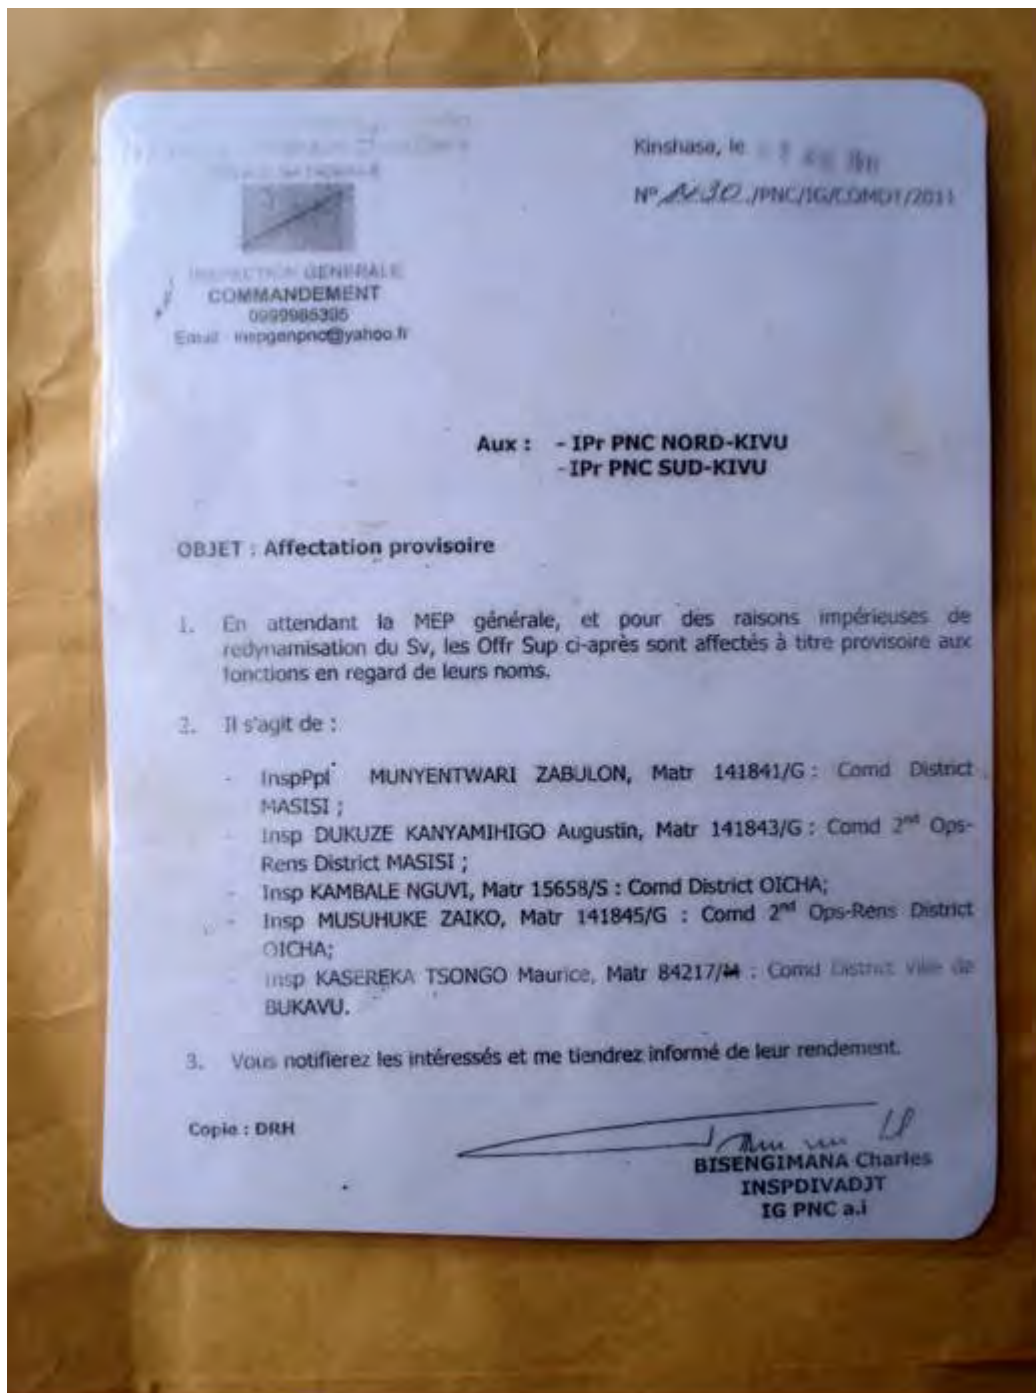 Kinshasa, le
N° /PNC/IG/COMDT/2011
INSPECTION GENERALE
COMMANDEMENT
0999985395
Email : inspgenpnc@yahoo.fr
Aux : - IPr PNC NORD-KIVU
- IPr PNC SUD-KIVU
OBJET : Affectation provisoire
1. En attendant la MEP générale, et pour des raisons impérieuses de
redynamisation du Sv, les Offr Sup ci-après sont affectés à titre provisoire aux
fonctions en regard de leurs noms.
2. Il s'agit de :
- InspPpl MUNYENTWARI ZABULON, Matr 141841/G : Comd District
MASISI ;
- Insp DUKUZE KANYAMIHIGO Augustin, Matr 141843/G : Comd 2nd Ops-
Rens District MASISI ;
- Insp KAMBALE NGUVI, Matr 15658/S : Comd District OICHA;
- Insp MUSUHUKE ZAIKO, Matr 141845/G : Comd 2nd Ops-Rens District
OICHA;
- Insp KASEREKA TSONGO Maurice, Matr 84217/ : Comd District Ville de
BUKAVU.
3. Vous notifierez les intéressés et me tiendrez informé de leur rendement.
Copie : DRH
BISENGIMANA Charles
INSPDIVADJT
IG PNC a.i